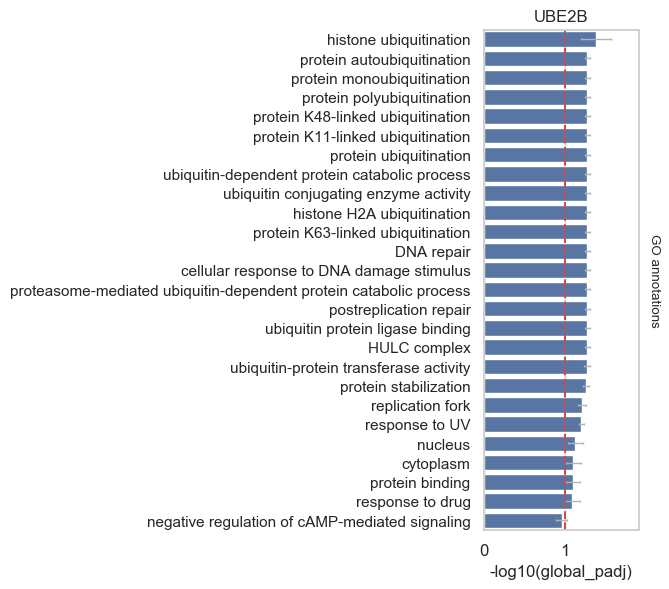 UBE2B
histone ubiquitination
protein autoubiquitination
protein monoubiquitination
protein polyubiquitination
protein K48-linked ubiquitination
protein K11-linked ubiquitination
protein ubiquitination
ubiquitin-dependent protein catabolic process
ubiquitin conjugating enzyme activity
histone H2A ubiquitination
protein K63-linked ubiquitination
DNA repair
cellular response to DNA damage stimulus
proteasome-mediated ubiquitin-dependent protein catabolic process
postreplication repair
ubiquitin protein ligase binding
HULC complex
ubiquitin-protein transferase activity
protein stabilization
replication fork
response to UV
nucleus
cytoplasm
protein binding
response to drug
negative regulation of cAMP-mediated signaling
GO annotations
0 1
-log10(global_padj)